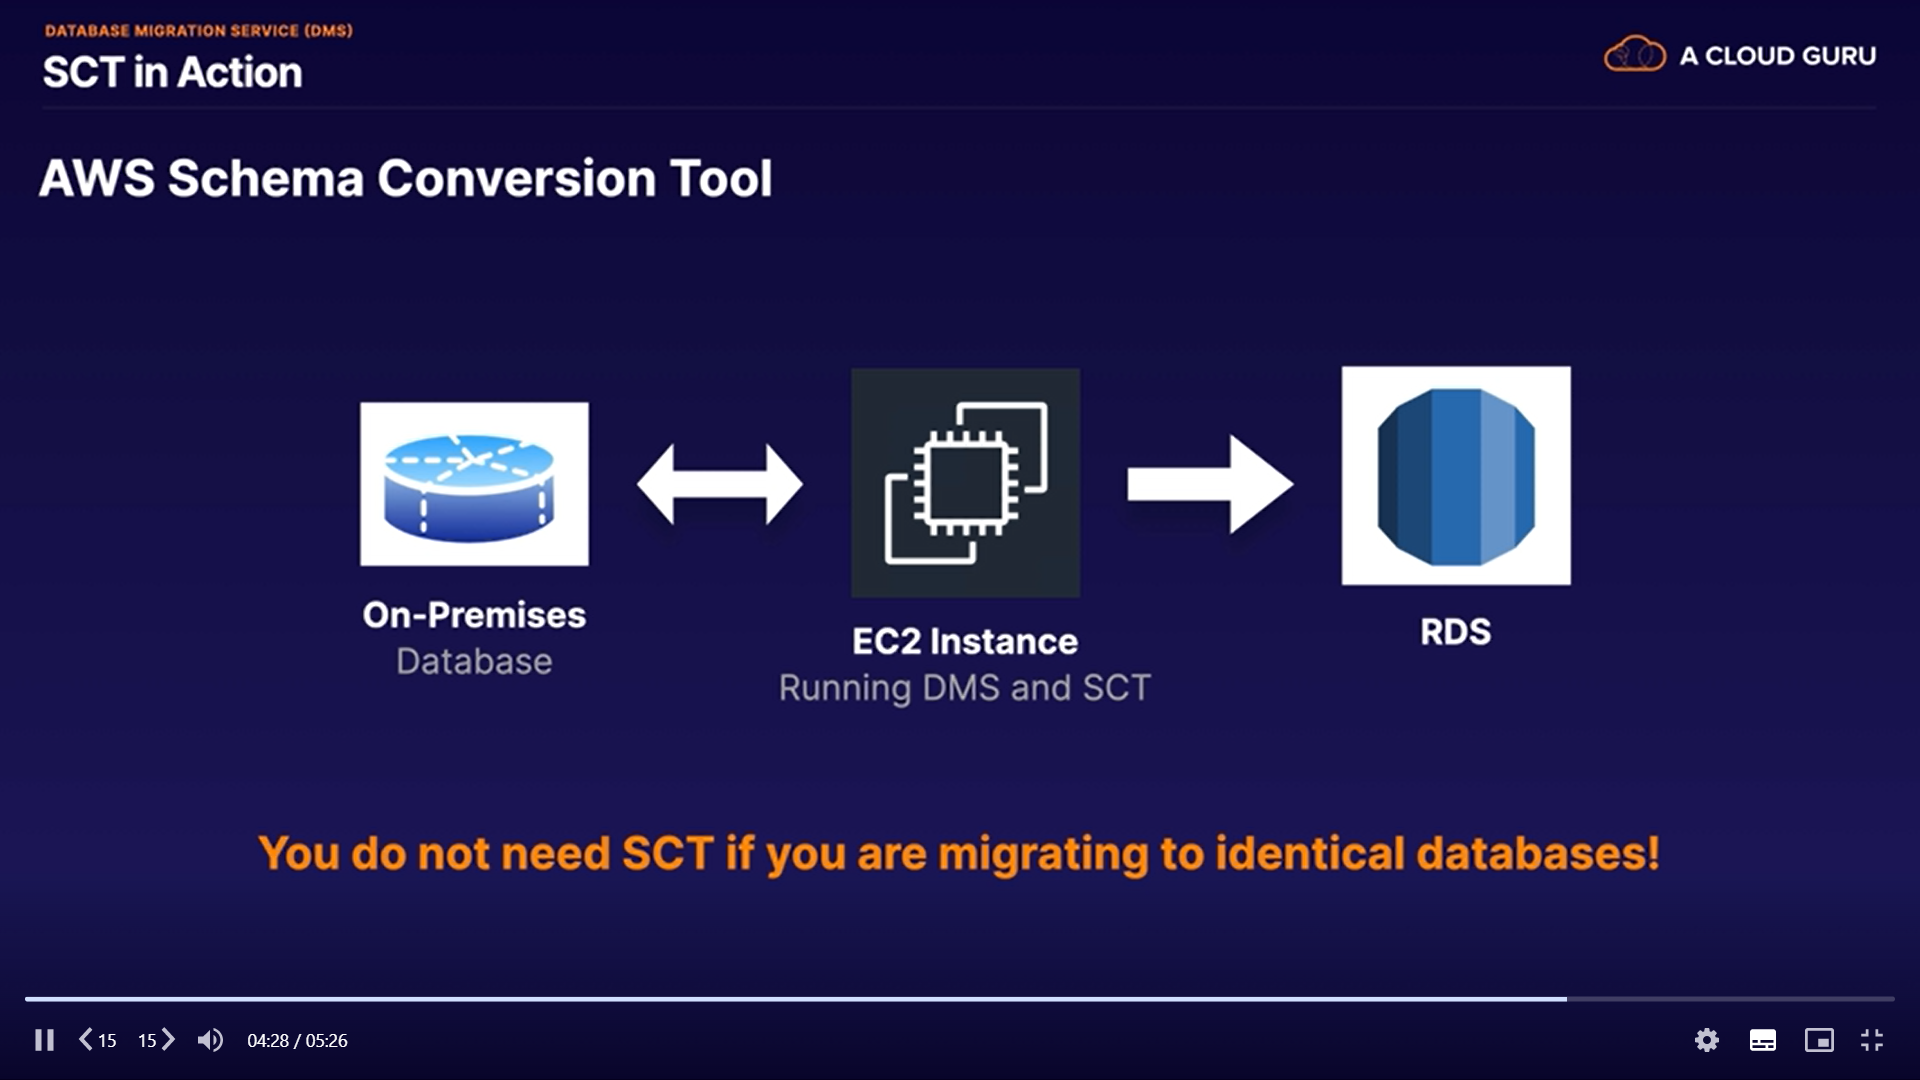 DATABASE MIGRATION SERVICE (DMS)
SCT in Action
A CLOUD GURU
AWS Schema Conversion Tool
On-Premises
Database
EC2 Instance
Running DMS and SCT
RDS
You do not need SCT if you are migrating to identical databases!
15 15 04:28 / 05:26